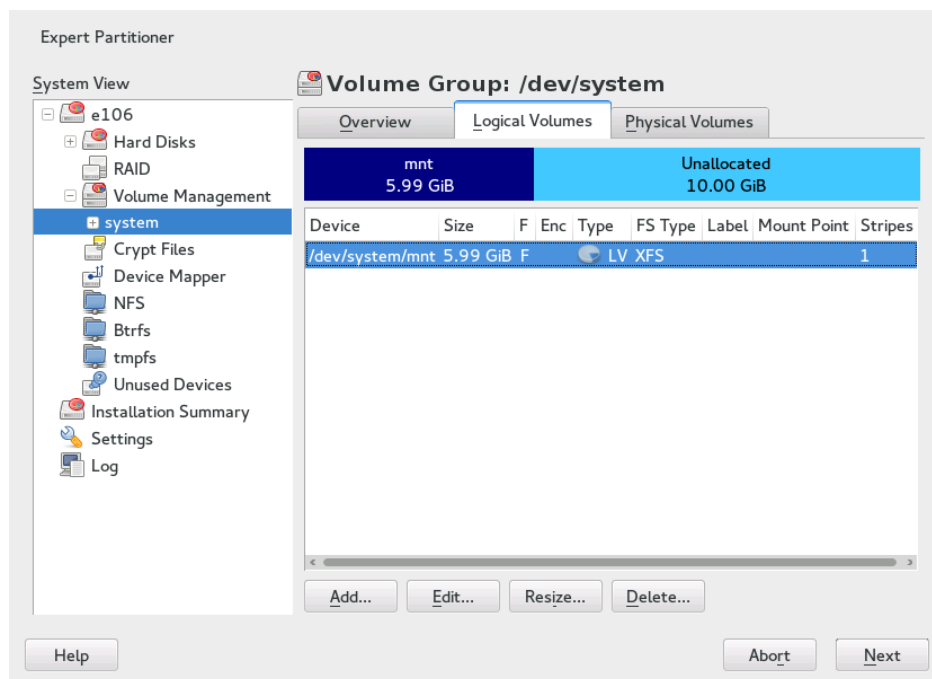 Expert Partitioner
System View
e106
Hard Disks
RAID
Volume Management
system
Crypt Files
Device Mapper
NFS
Btrfs
tmpfs
Unused Devices
Installation Summary
Settings
Log
Volume Group: /dev/system
Overview Logical Volumes Physical Volumes
mnt Unallocated
5.99 GiB 10.00 GiB
Device Size F Enc Type FS Type Label Mount Point Stripes
/dev/system/mnt 5.99 GiB F LV XFS 1
Add... Edit... Resize... Delete...
Help Abort Next